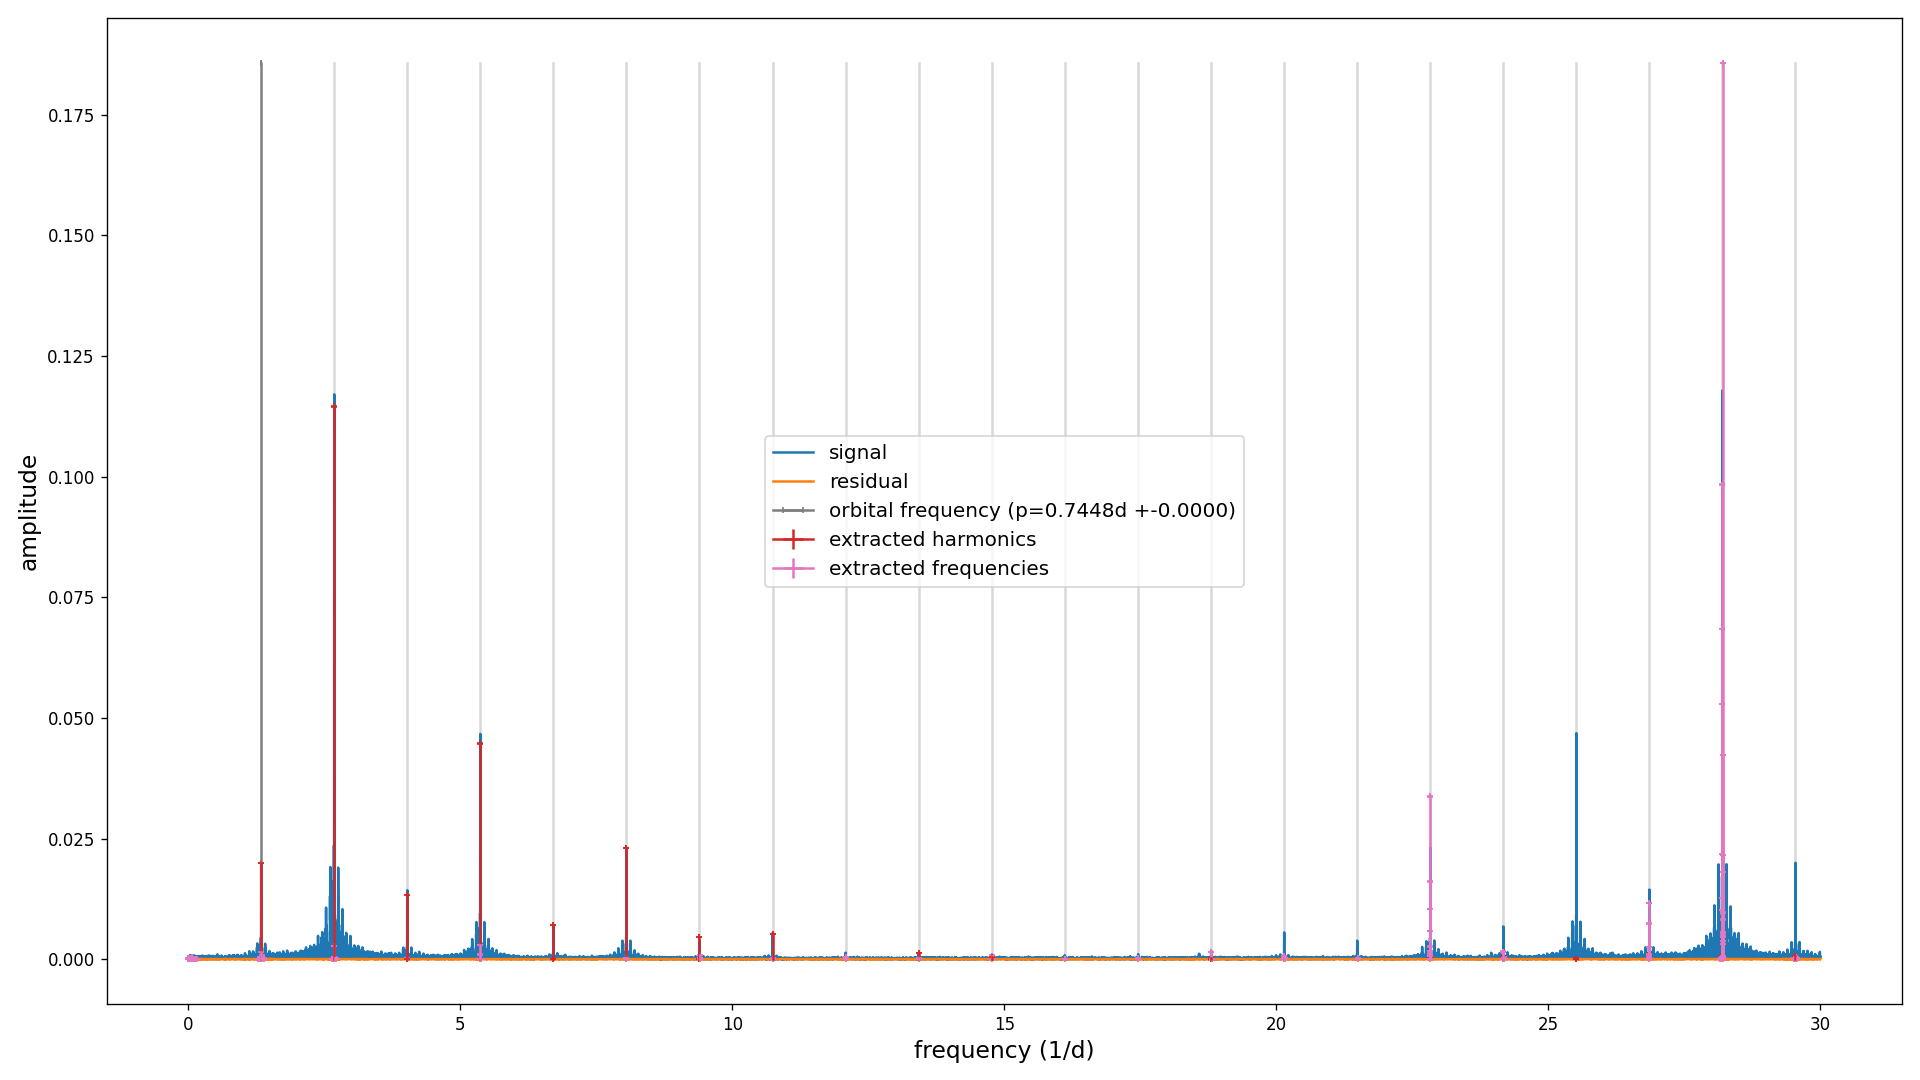 0.175
0.150
0.125
0.100
0.075
0.050
0.025
0.000
amplitude
signal
residual
orbital frequency (p=0.7448d +-0.0000)
extracted harmonics
extracted frequencies
0 5 10 15 20 25 30
frequency (1/d)